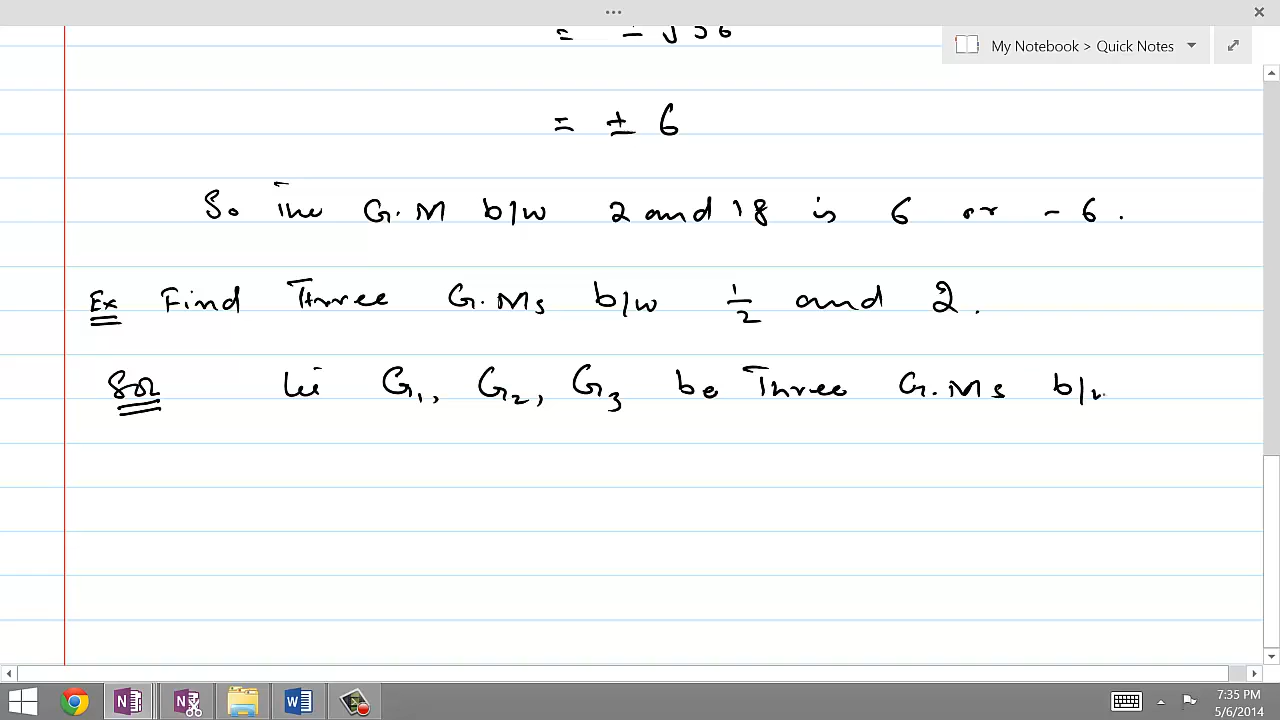 ...
My Notebook > Quick Notes
= ± √36
= ± 6
So the G.M b/w 2 and 18 is 6 or - 6 .
Ex Find Three G.Ms b/w 1/2 and 2 .
Sol Let G1, G2, G3 be Three G.Ms b/w
7:35 PM
5/6/2014